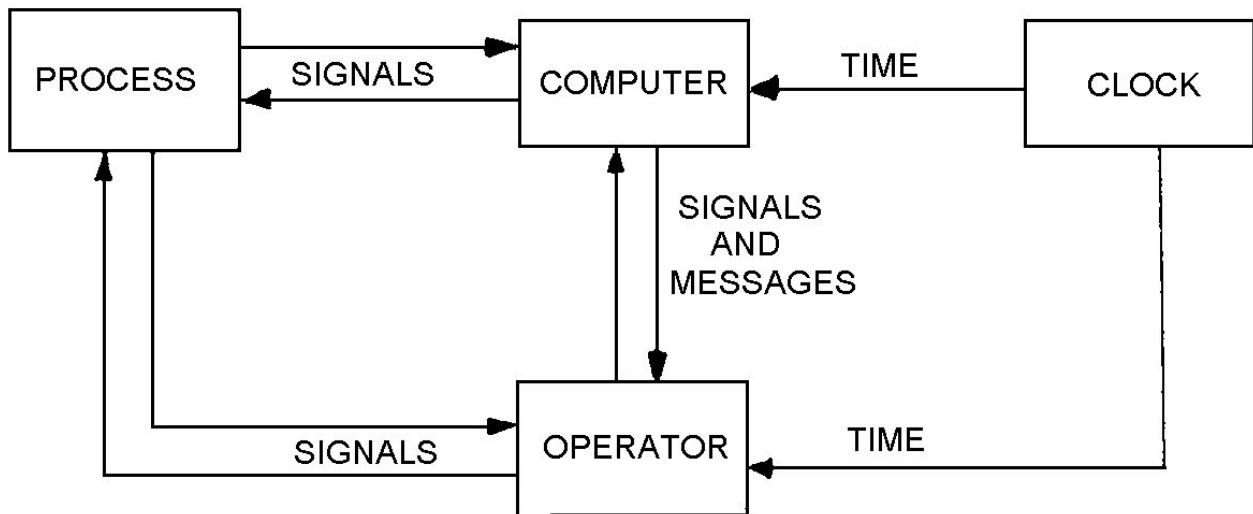 PROCESS
SIGNALS
COMPUTER
TIME
CLOCK
SIGNALS
AND
MESSAGES
SIGNALS
OPERATOR
TIME